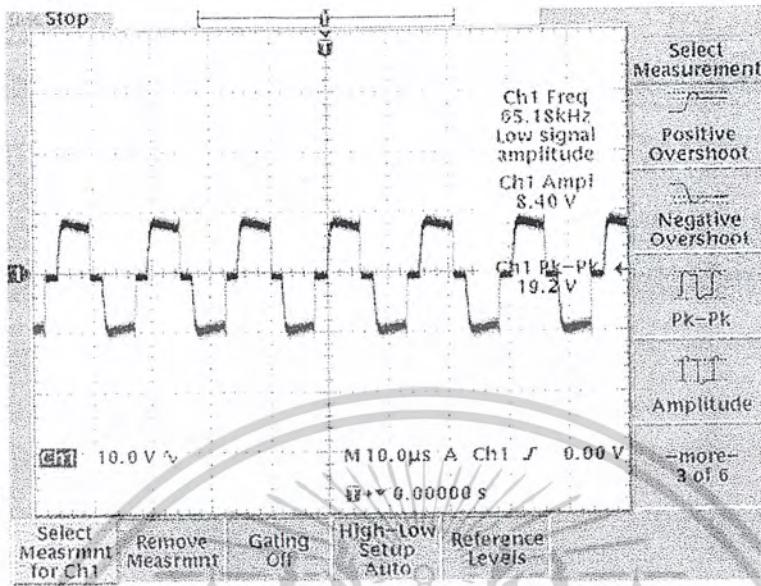 Stop
Select
Measurement
Ch1 Freq
65.18kHz
Low signal
amplitude
Ch1 Ampl
8.40 V
Ch1 Pk-Pk
19.2 V
Positive
Overshoot
Negative
Overshoot
Pk-Pk
Amplitude
-more-
3 of 6
Ch1 10.0 V M 10.0µs A Ch1 0.00 V
0.00000 s
Select
Measrmnt
for Ch1
Remove
Measrmnt
Gating
Off
High-Low
Setup
Auto
Reference
Levels